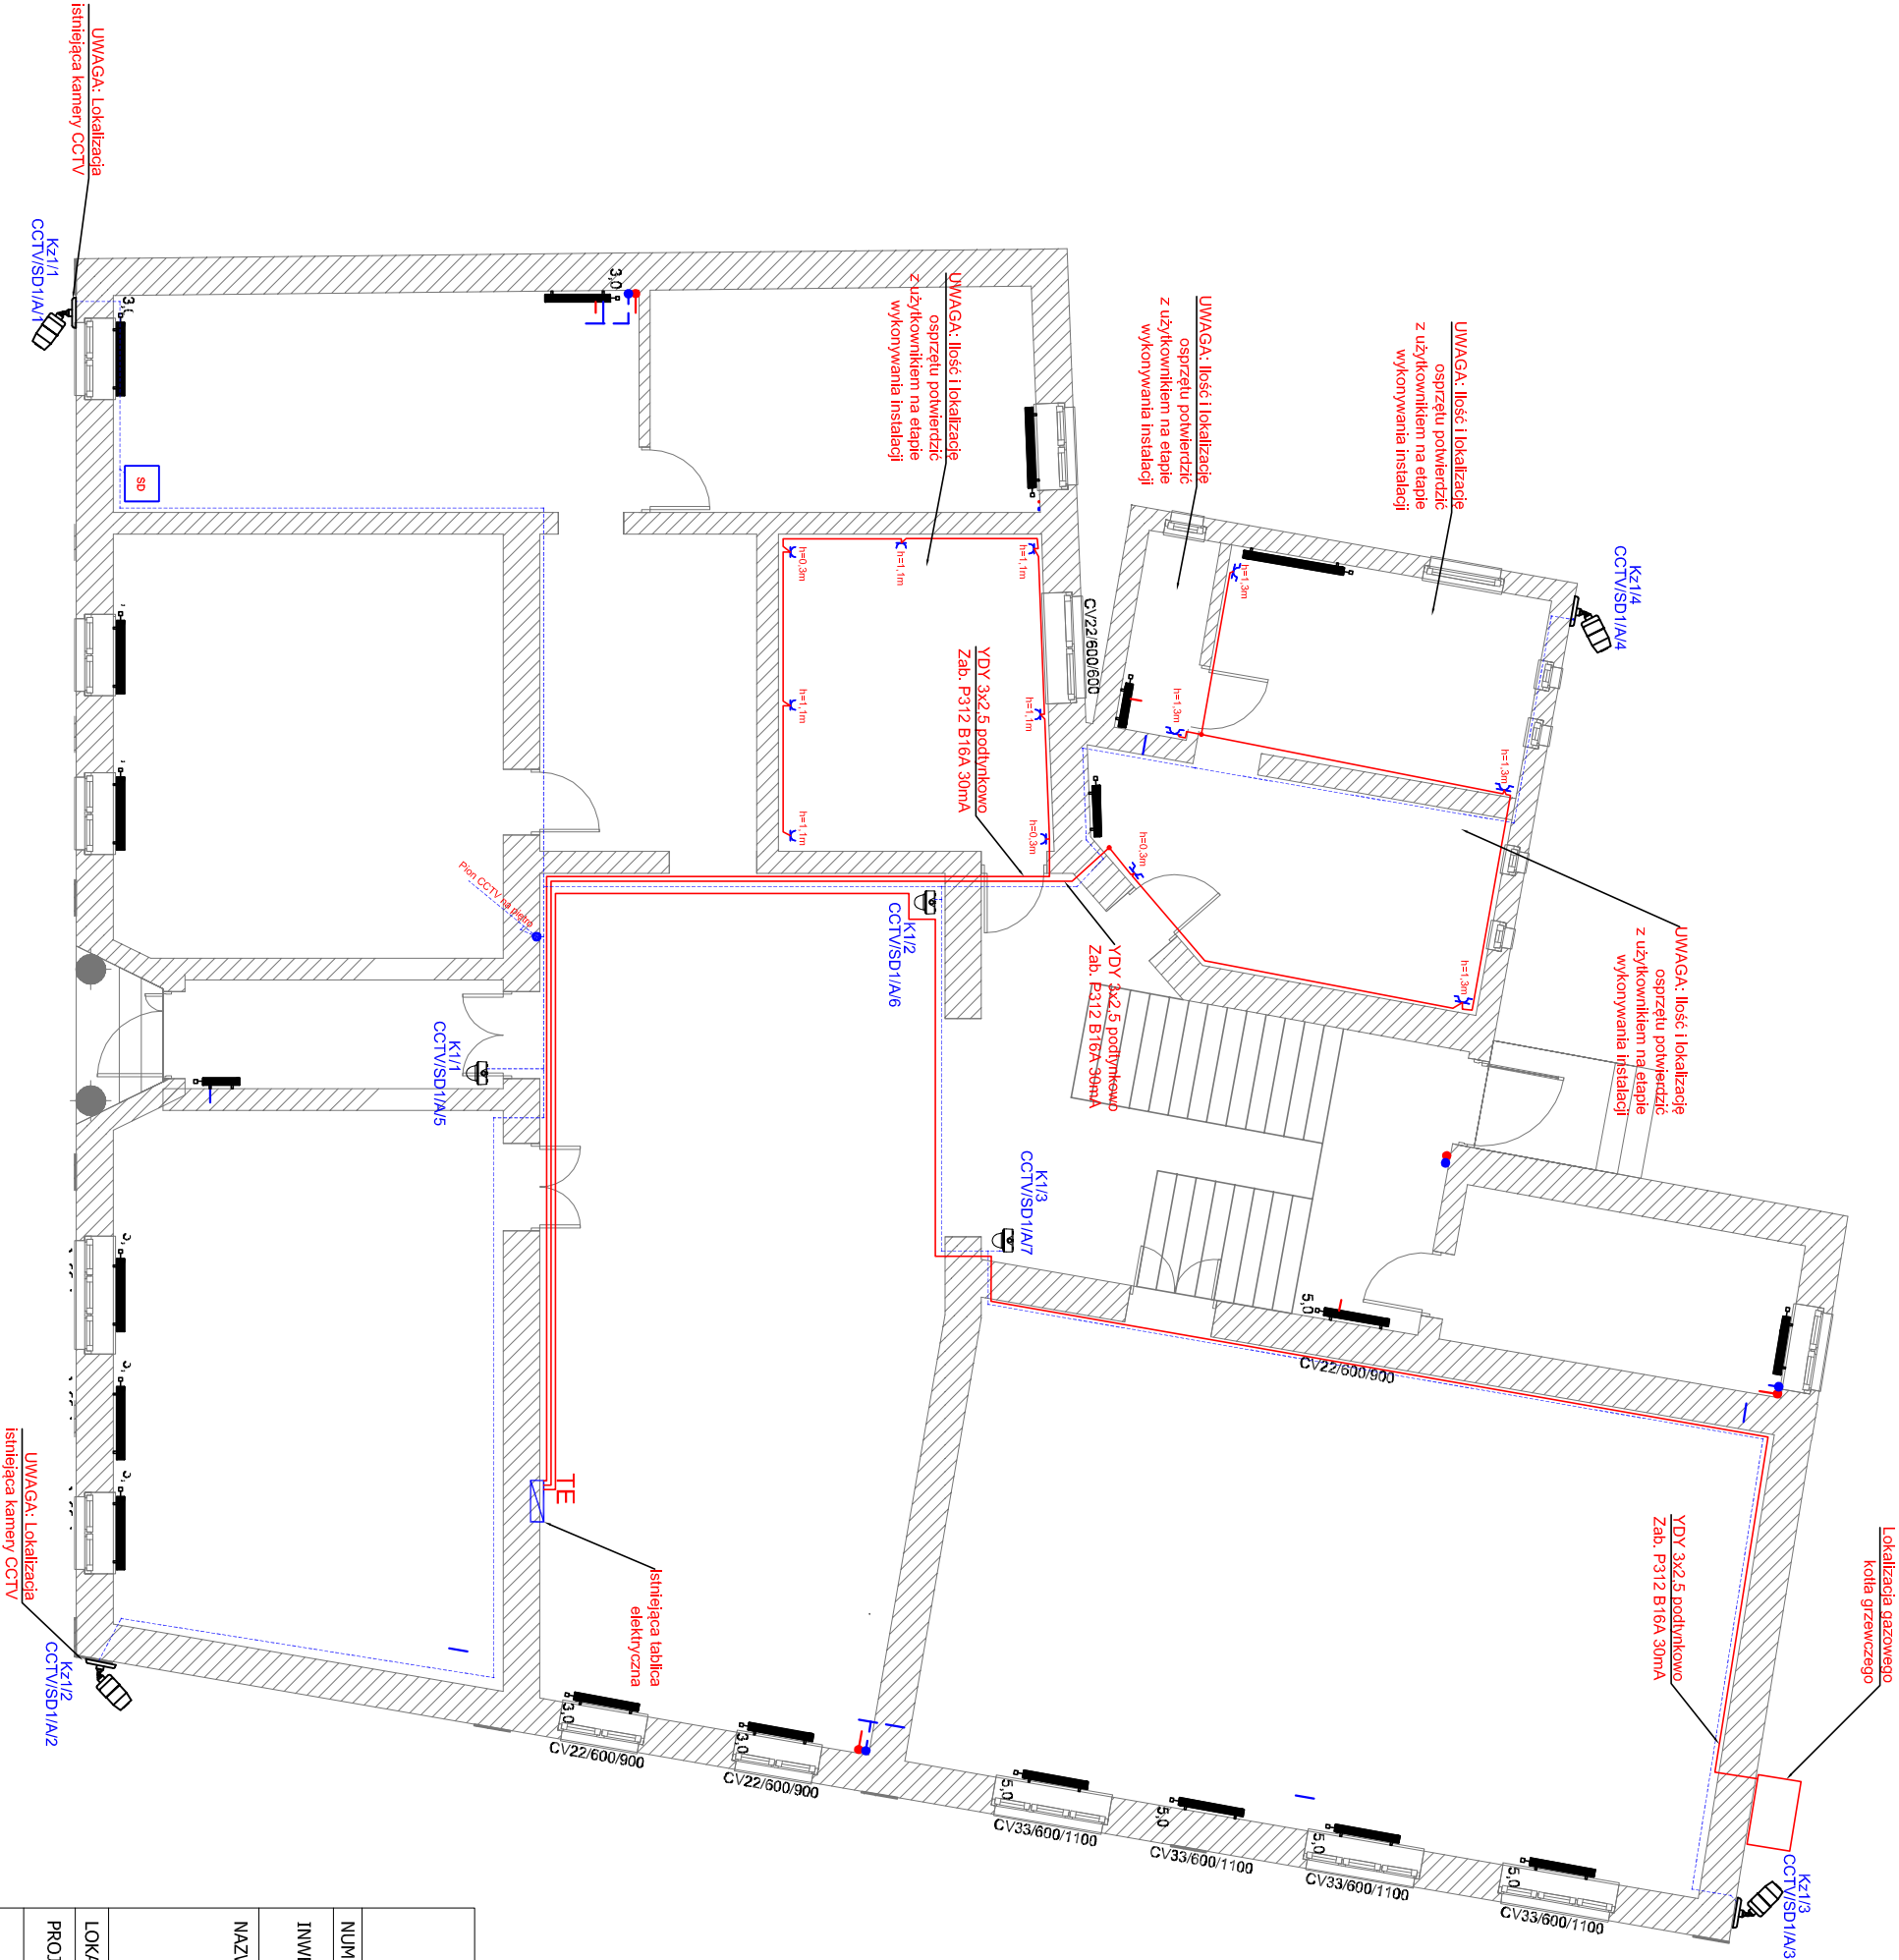 UWAGA: Lokalizacja
istniejąca kamery CCTV
Kz1/1
CCTV/SD1/A/1
3,0
SD
3,0
UWAGA: Ilość i lokalizację
osprzętu potwierdzić
z użytkownikiem na etapie
wykonywania instalacji
UWAGA: Ilość i lokalizację
osprzętu potwierdzić
z użytkownikiem na etapie
wykonywania instalacji
UWAGA: Ilość i lokalizację
osprzętu potwierdzić
z użytkownikiem na etapie
wykonywania instalacji
Kz1/4
CCTV/SD1/A/4
h=0,3m
h=1,1m
h=1,1m
h=1,1m
h=1,1m
h=1,1m
h=0,3m
CV22/600/600
YDY 3x2,5 podtynkowo
Zab. P312 B16A 30mA
h=1,3m
h=1,3m
h=1,3m
h=0,3m
h=1,3m
UWAGA: Ilość i lokalizację
osprzętu potwierdzić
z użytkownikiem na etapie
wykonywania instalacji
Pion CCTV na piętro
K1/2
CCTV/SD1/A/6
YDY 3x2,5 podtynkowo
Zab. P312 B16A 30mA
K1/1
CCTV/SD1/A/5
K1/3
CCTV/SD1/A/7
5,0
CV22/600/900
TE
Istniejąca tablica
elektryczna
UWAGA: Lokalizacja
istniejąca kamery CCTV
Kz1/2
CCTV/SD1/A/2
YDY 3x2,5 podtynkowo
Zab. P312 B16A 30mA
Lokalizacja gazowego
kotła grzewczego
3,0
CV22/600/900
3,0
CV22/600/900
5,0
CV33/600/1100
5,0
CV33/600/1100
5,0
CV33/600/1100
5,0
CV33/600/1100
Kz1/3
CCTV/SD1/A/3
NUM
INWE
NAZW
LOKA
PROJ